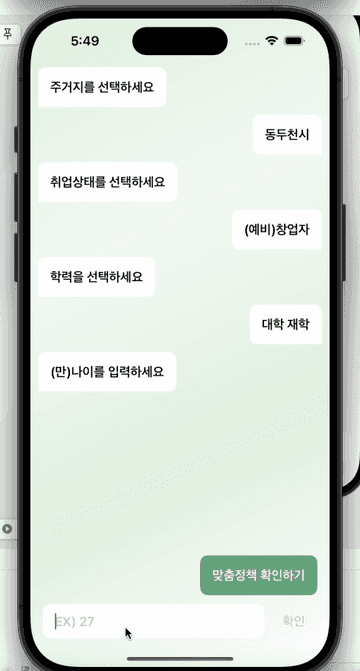 5:49
주거지를 선택하세요
동두천시
취업상태를 선택하세요
(예비)창업자
학력을 선택하세요
대학 재학
(만)나이를 입력하세요
맞춤정책 확인하기
EX) 27
확인